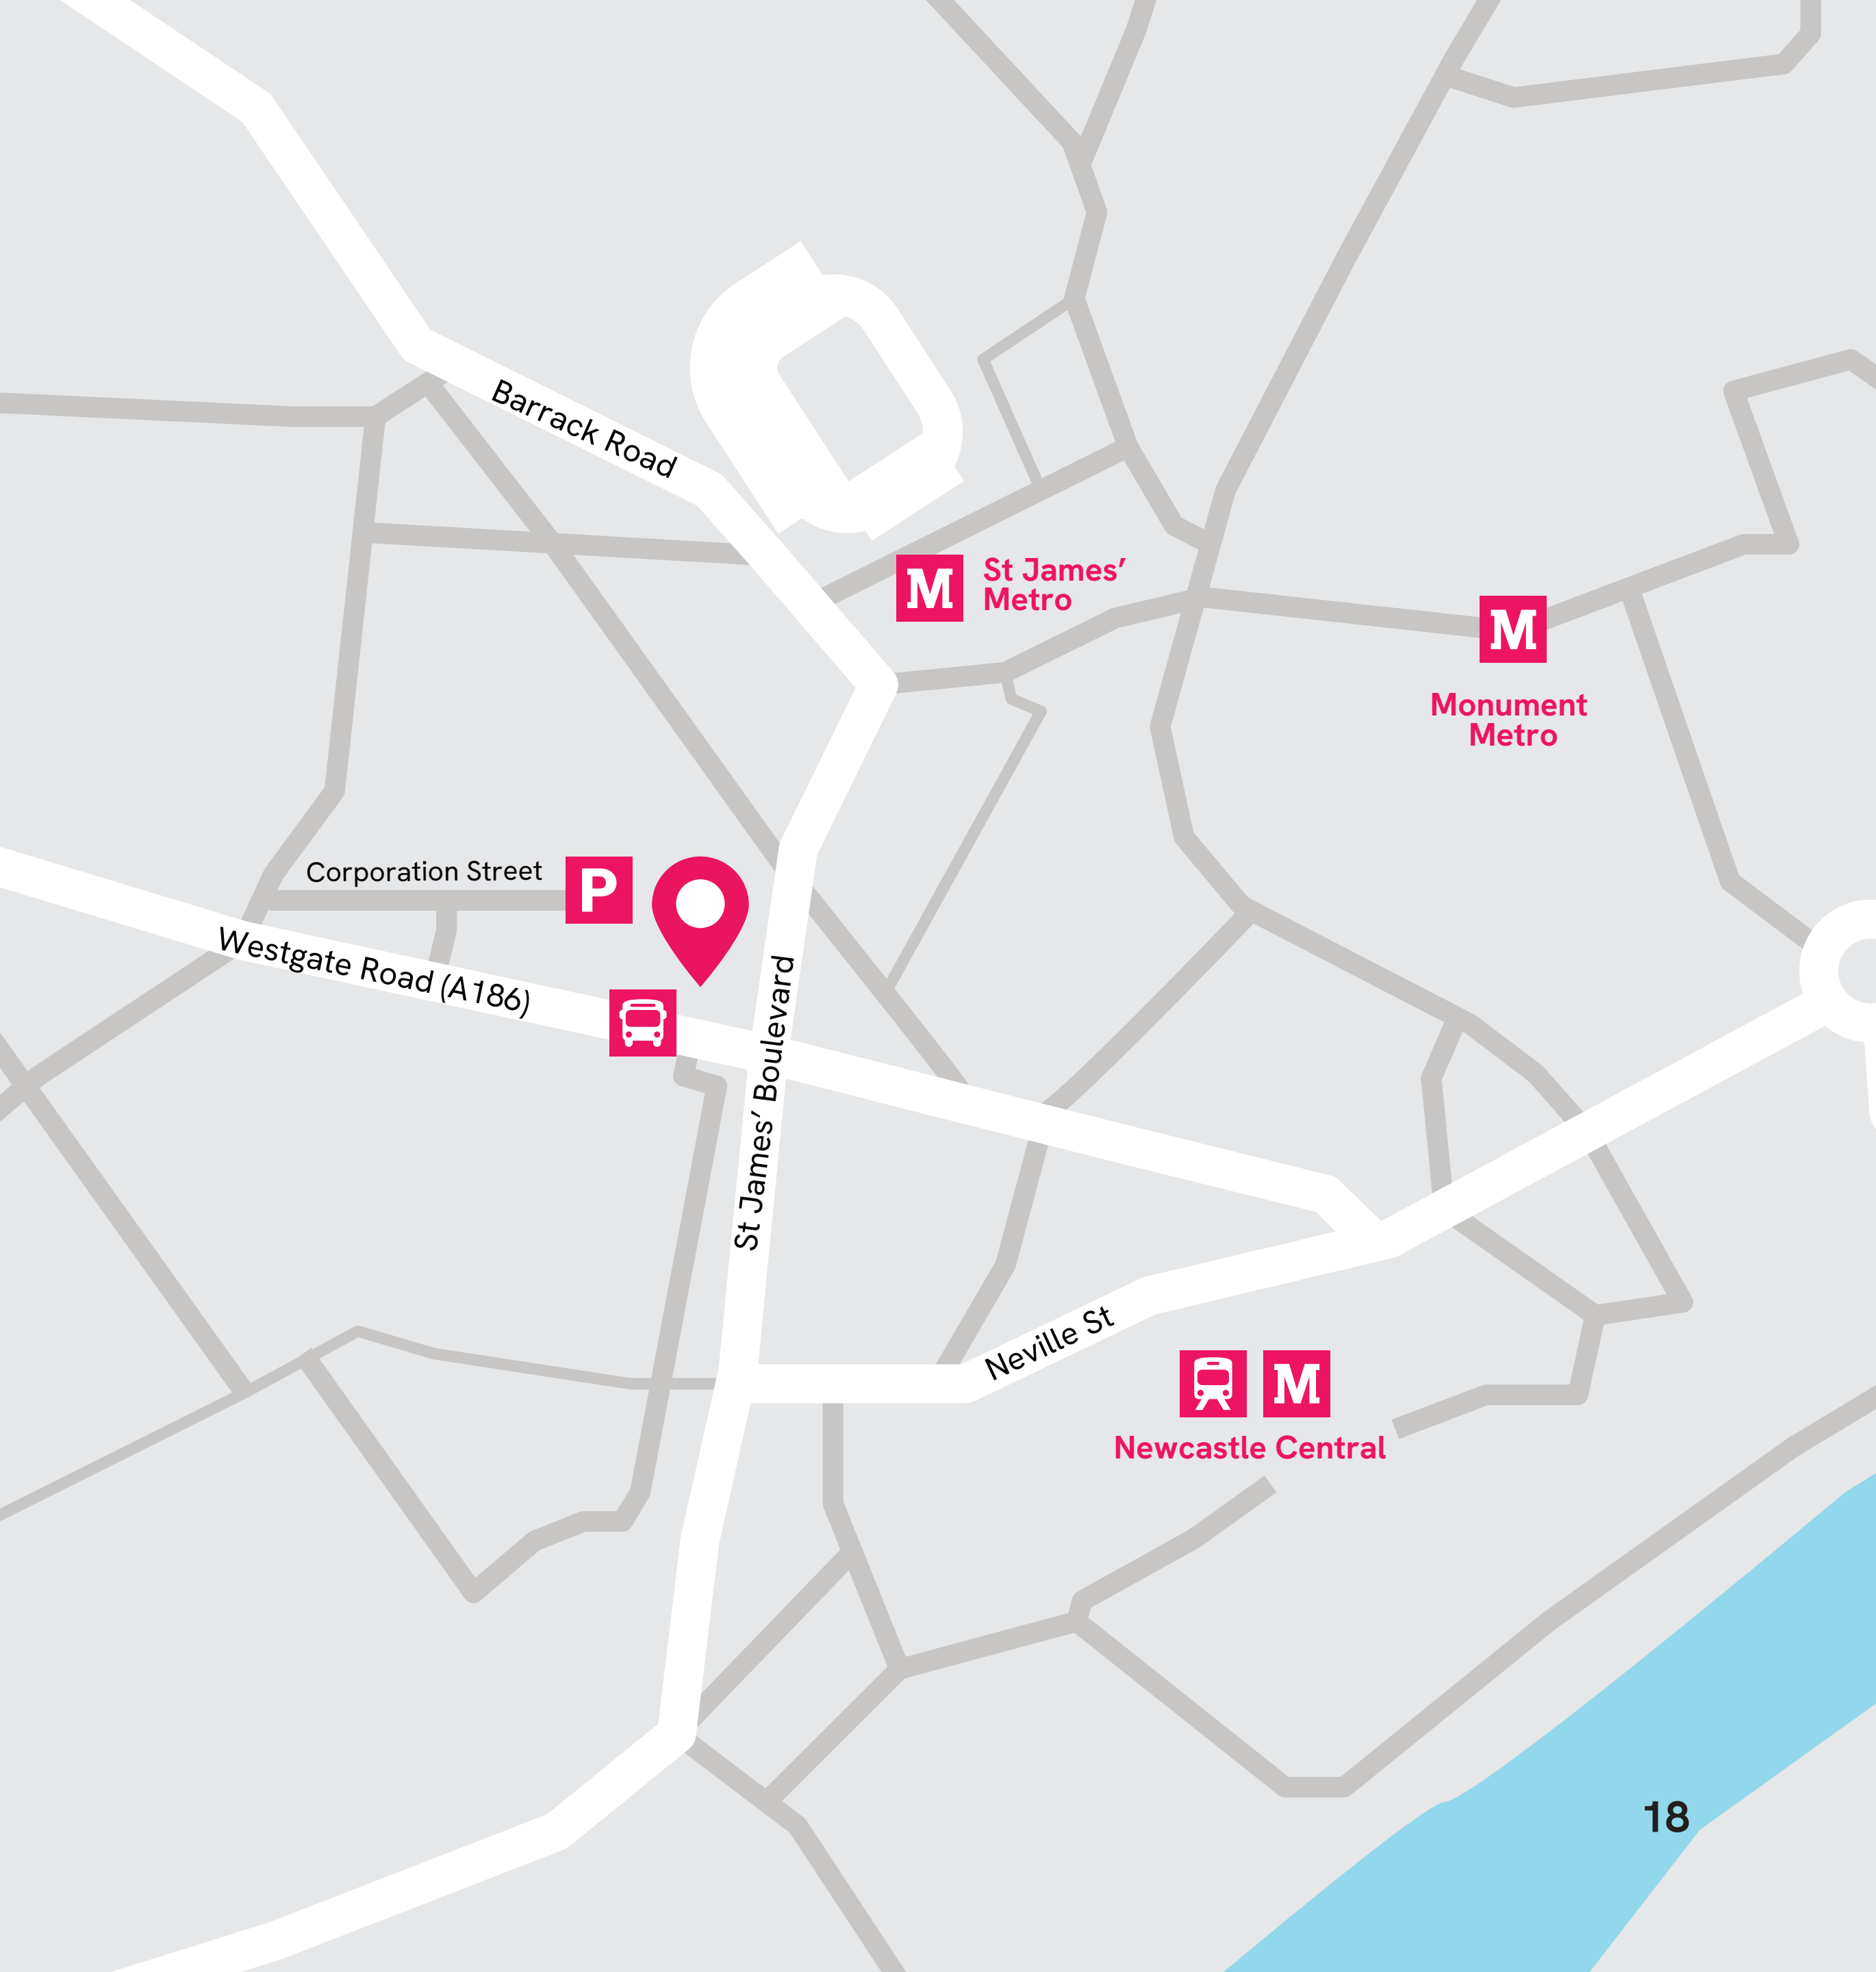 Barrack Road
M
St James’
Metro
M
Monument
Metro
Corporation Street
P
Westgate Road (A186)
St James’ Boulevard
Neville St
M
Newcastle Central
18